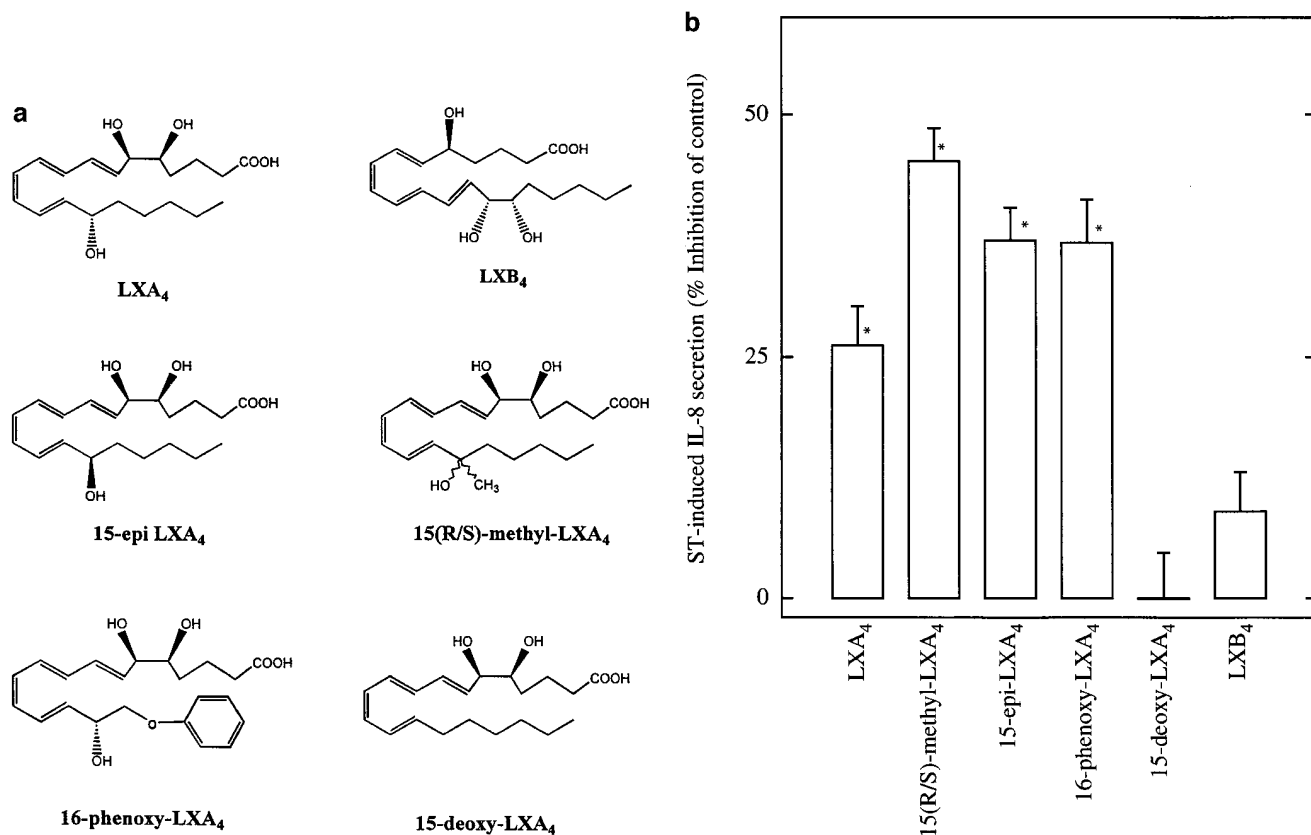 a
HO OH
COOH
OH
LXA4
OH
COOH
HO OH
LXB4
HO OH
COOH
OH
15-epi LXA4
HO OH
COOH
HO CH3
15(R/S)-methyl-LXA4
HO OH
COOH
O
OH
16-phenoxy-LXA4
HO OH
COOH
15-deoxy-LXA4
b
ST-induced IL-8 secretion (% Inhibition of control)
50
25
0
*
*
*
*
LXA4
15(R/S)-methyl-LXA4
15-epi-LXA4
16-phenoxy-LXA4
15-deoxy-LXA4
LXB4